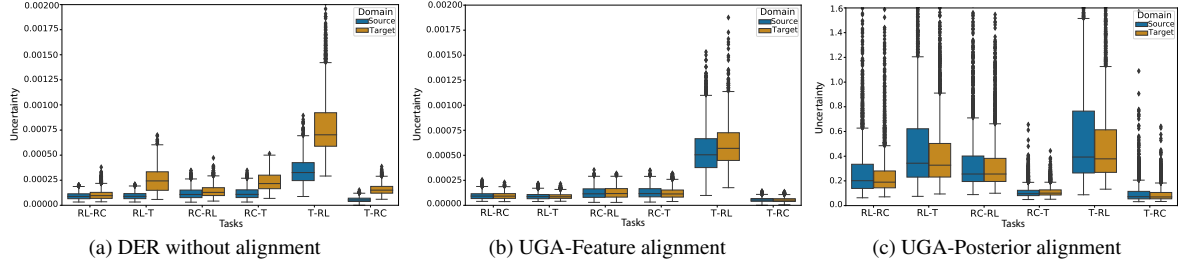 0.00200
0.00175
0.00150
0.00125
0.00100
0.00075
0.00050
0.00025
0.00000
Uncertainty
Domain
Source
Target
RL-RC RL-T RC-RL RC-T T-RL T-RC
Tasks
(a) DER without alignment
0.00200
0.00175
0.00150
0.00125
0.00100
0.00075
0.00050
0.00025
0.00000
Uncertainty
Domain
Source
Target
RL-RC RL-T RC-RL RC-T T-RL T-RC
Tasks
(b) UGA-Feature alignment
1.6
1.4
1.2
1.0
0.8
0.6
0.4
0.2
0.0
Uncertainty
Domain
Source
Target
RL-RC RL-T RC-RL RC-T T-RL T-RC
Tasks
(c) UGA-Posterior alignment